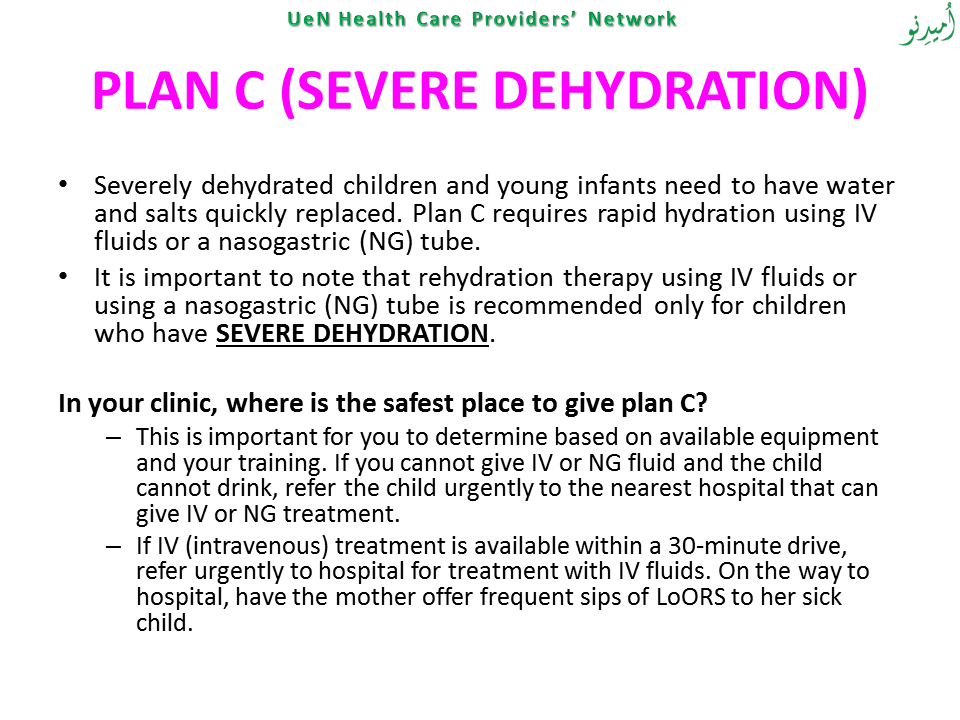 UeN Health Care Providers’ Network
اُميدِنو
PLAN C (SEVERE DEHYDRATION)
• Severely dehydrated children and young infants need to have water
and salts quickly replaced. Plan C requires rapid hydration using IV
fluids or a nasogastric (NG) tube.
• It is important to note that rehydration therapy using IV fluids or
using a nasogastric (NG) tube is recommended only for children
who have SEVERE DEHYDRATION.
In your clinic, where is the safest place to give plan C?
– This is important for you to determine based on available equipment
and your training. If you cannot give IV or NG fluid and the child
cannot drink, refer the child urgently to the nearest hospital that can
give IV or NG treatment.
– If IV (intravenous) treatment is available within a 30-minute drive,
refer urgently to hospital for treatment with IV fluids. On the way to
hospital, have the mother offer frequent sips of LoORS to her sick
child.